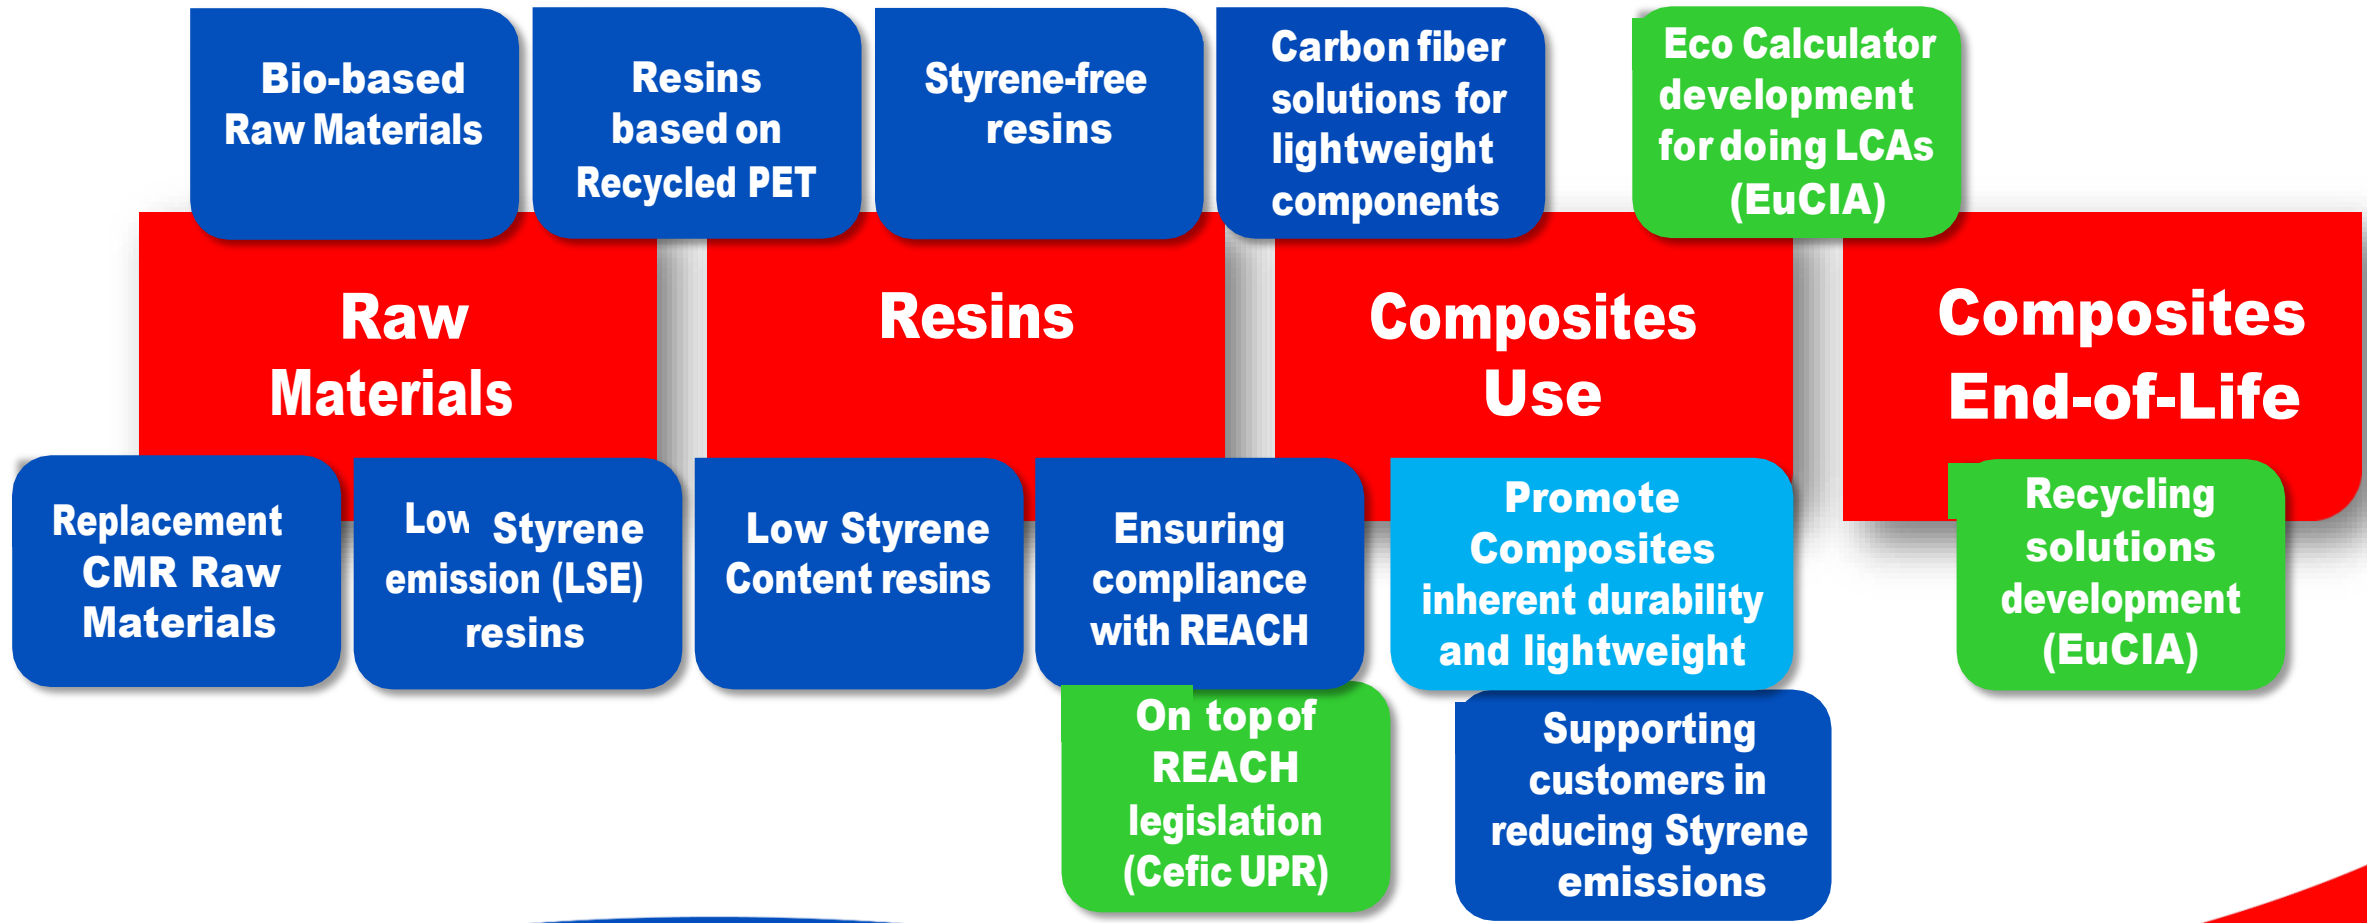 Bio-based
Raw Materials
Resins
based on
Recycled PET
Styrene-free
resins
Carbon fiber
solutions for
lightweight
components
Eco Calculator
development
for doing LCAs
(EuCIA)
Raw
Materials
Resins
Composites
Use
Composites
End-of-Life
Replacement
CMR Raw
Materials
Low Styrene
emission (LSE)
resins
Low Styrene
Content resins
Ensuring
compliance
with REACH
Promote
Composites
inherent durability
and lightweight
Recycling
solutions
development
(EuCIA)
On top of
REACH
legislation
(Cefic UPR)
Supporting
customers in
reducing Styrene
emissions